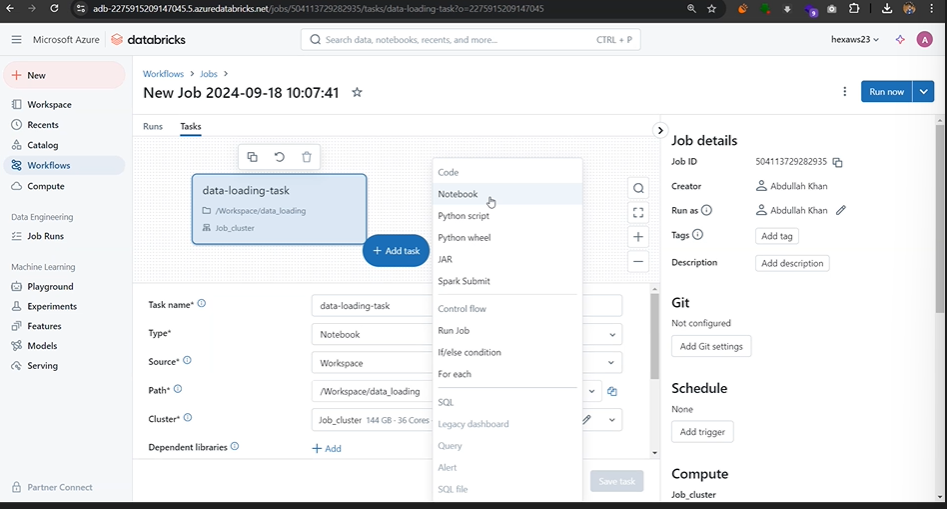 adb-2275915209147045.5.azuredatabricks.net/jobs/504113729282935/tasks/data-loading-task?o=2275915209147045
Microsoft Azure
databricks
Search data, notebooks, recents, and more...
CTRL + P
hexaws23
A
New
Workspace
Recents
Catalog
Workflows
Compute
Data Engineering
Job Runs
Machine Learning
Playground
Experiments
Features
Models
Serving
Partner Connect
Workflows > Jobs >
New Job 2024-09-18 10:07:41
Run now
Runs Tasks
data-loading-task
/Workspace/data_loading
Job_cluster
+ Add task
Code
Notebook
Python script
Python wheel
JAR
Spark Submit
Control flow
Run Job
If/else condition
For each
SQL
Legacy dashboard
Query
Alert
SQL file
Task name* data-loading-task
Type* Notebook
Source* Workspace
Path* /Workspace/data_loading
Cluster* Job_cluster 144 GB · 36 Cores
Dependent libraries + Add
Save task
Job details
Job ID 504113729282935
Creator Abdullah Khan
Run as Abdullah Khan
Tags Add tag
Description Add description
Git
Not configured
Add Git settings
Schedule
None
Add trigger
Compute
Job_cluster